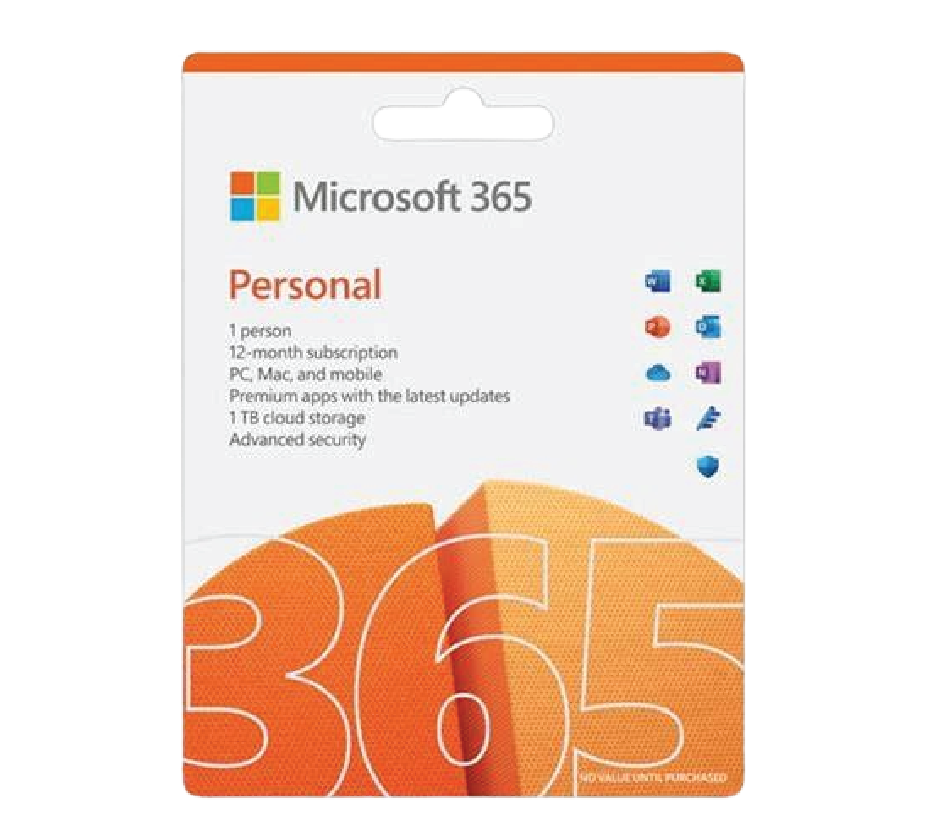 Microsoft 365
Personal
1 person
12-month subscription
PC, Mac, and mobile
Premium apps with the latest updates
1 TB cloud storage
Advanced security
365
NO VALUE UNTIL PURCHASED